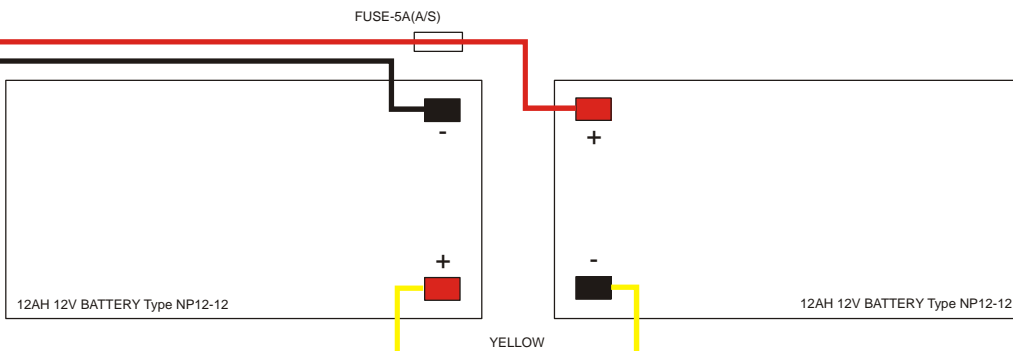 FUSE-5A(A/S)
-
+
+
-
12AH 12V BATTERY Type NP12-12
12AH 12V BATTERY Type NP12-12
YELLOW